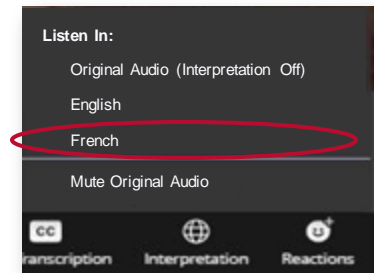 Listen In:
Original Audio (Interpretation Off)
English
French
Mute Original Audio
CC
ranscription Interpretation Reactions